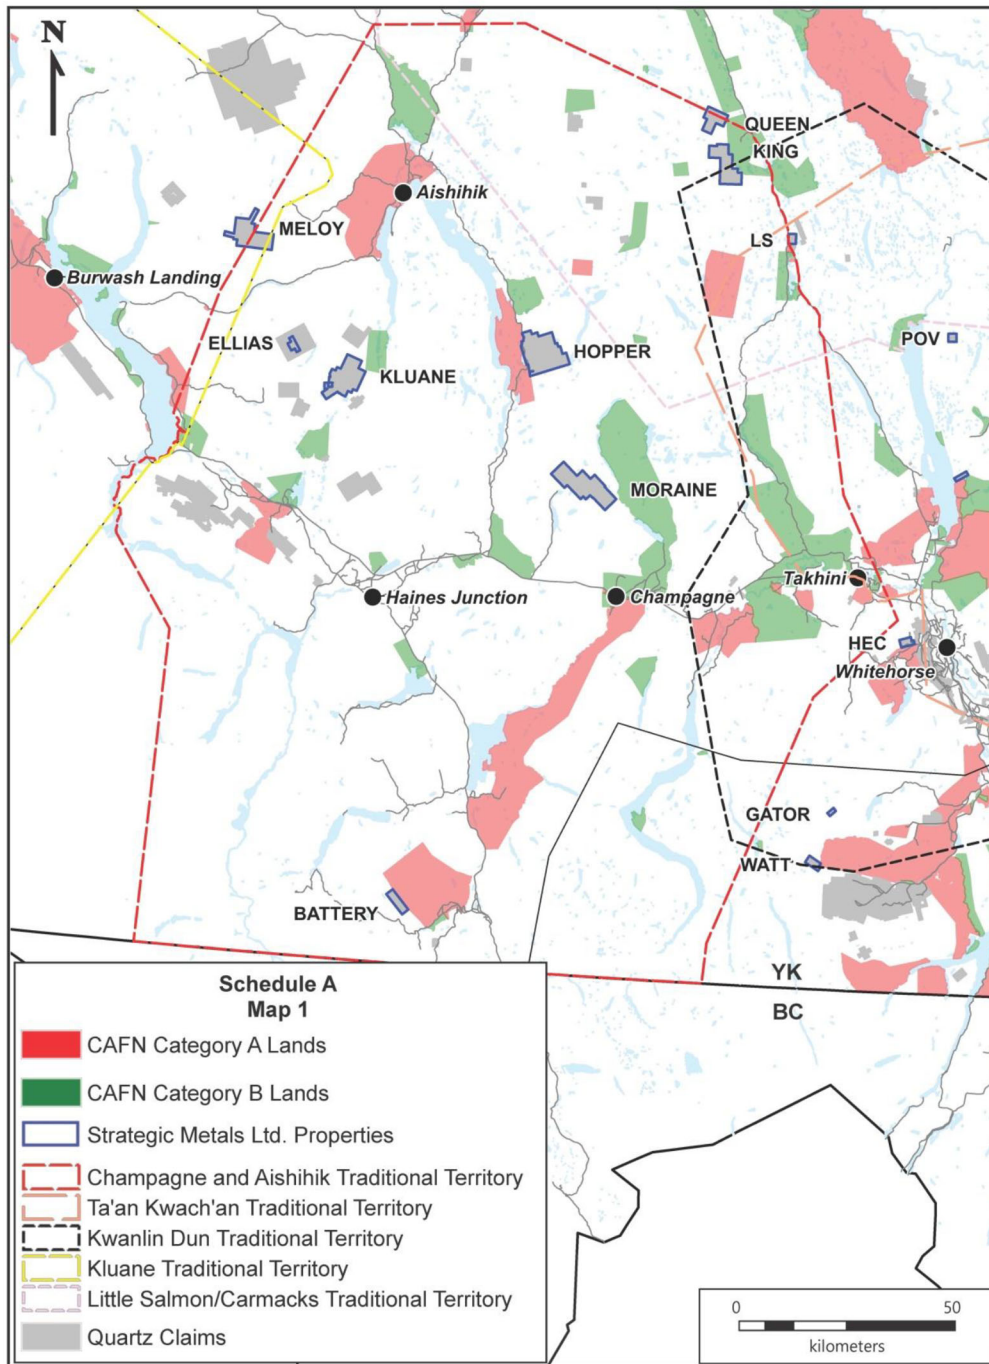 N
QUEEN
KING
Aishihik
MELOY
LS
Burwash Landing
POV
ELLIAS
HOPPER
KLUANE
MORAINE
Takhini
Haines Junction
Champagne
HEC
Whitehorse
GATOR
WATT
BATTERY
YK
BC
Schedule A
Map 1
CAFN Category A Lands
CAFN Category B Lands
Strategic Metals Ltd. Properties
Champagne and Aishihik Traditional Territory
Ta'an Kwach'an Traditional Territory
Kwanlin Dun Traditional Territory
Kluane Traditional Territory
Little Salmon/Carmacks Traditional Territory
Quartz Claims
0 50
kilometers